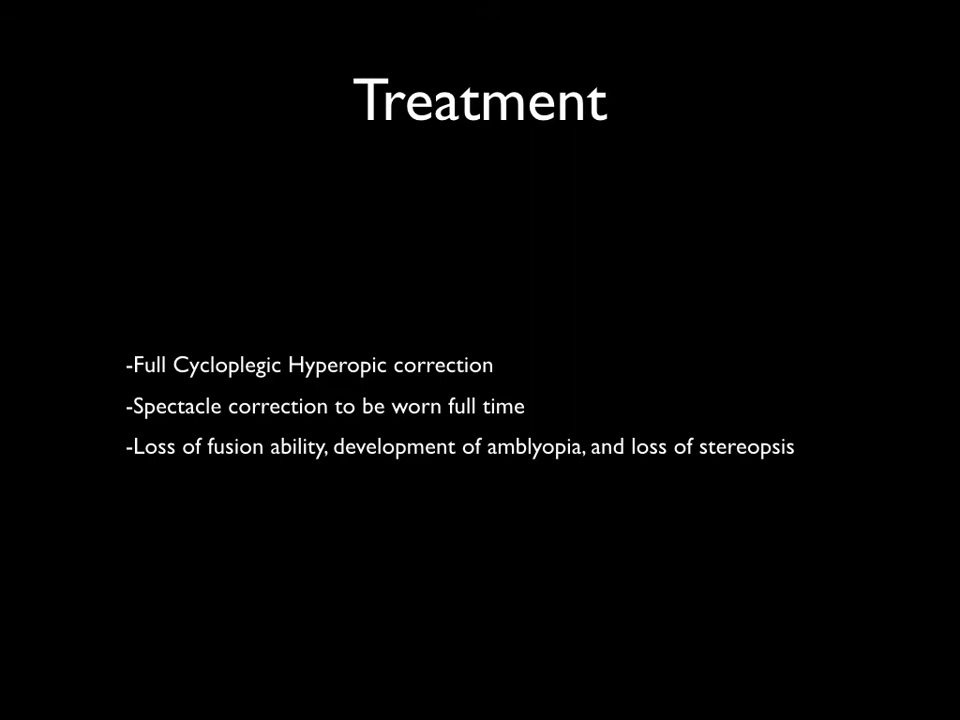 Treatment
-Full Cycloplegic Hyperopic correction
-Spectacle correction to be worn full time
-Loss of fusion ability, development of amblyopia, and loss of stereopsis